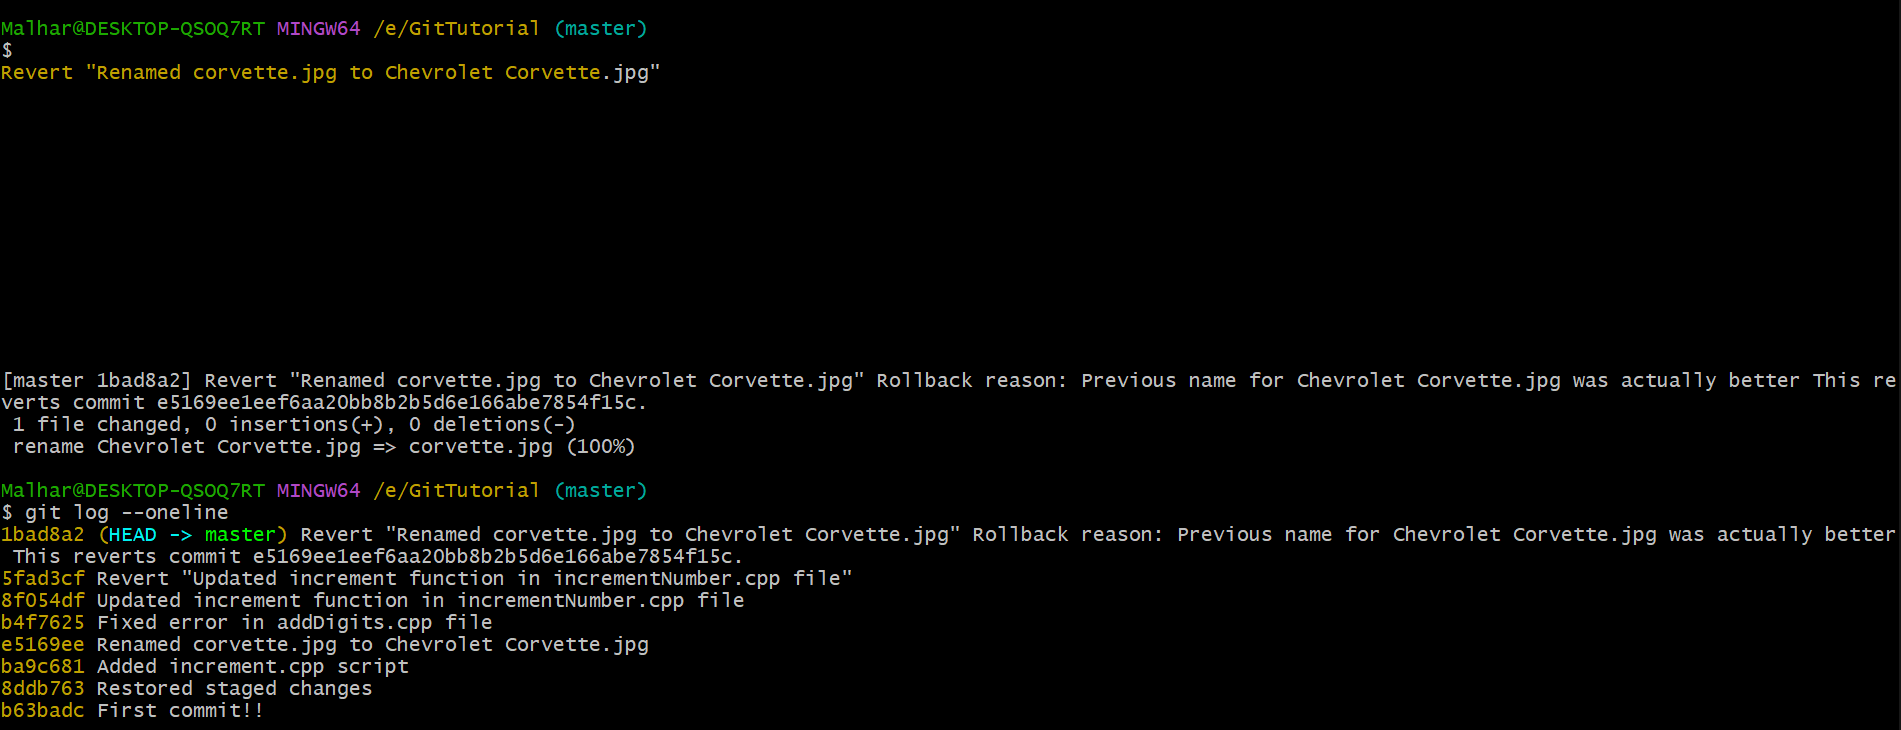 Malhar@DESKTOP-QSOQ7RT MINGW64 /e/GitTutorial (master)
$
Revert "Renamed corvette.jpg to Chevrolet Corvette.jpg"
[master 1bad8a2] Revert "Renamed corvette.jpg to Chevrolet Corvette.jpg" Rollback reason: Previous name for Chevrolet Corvette.jpg was actually better This re
verts commit e5169ee1eef6aa20bb8b2b5d6e166abe7854f15c.
 1 file changed, 0 insertions(+), 0 deletions(-)
 rename Chevrolet Corvette.jpg => corvette.jpg (100%)
Malhar@DESKTOP-QSOQ7RT MINGW64 /e/GitTutorial (master)
$ git log --oneline
1bad8a2 (HEAD -> master) Revert "Renamed corvette.jpg to Chevrolet Corvette.jpg" Rollback reason: Previous name for Chevrolet Corvette.jpg was actually better
 This reverts commit e5169ee1eef6aa20bb8b2b5d6e166abe7854f15c.
5fad3cf Revert "Updated increment function in incrementNumber.cpp file"
8f054df Updated increment function in incrementNumber.cpp file
b4f7625 Fixed error in addDigits.cpp file
e5169ee Renamed corvette.jpg to Chevrolet Corvette.jpg
ba9c681 Added increment.cpp script
8ddb763 Restored staged changes
b63badc First commit!!